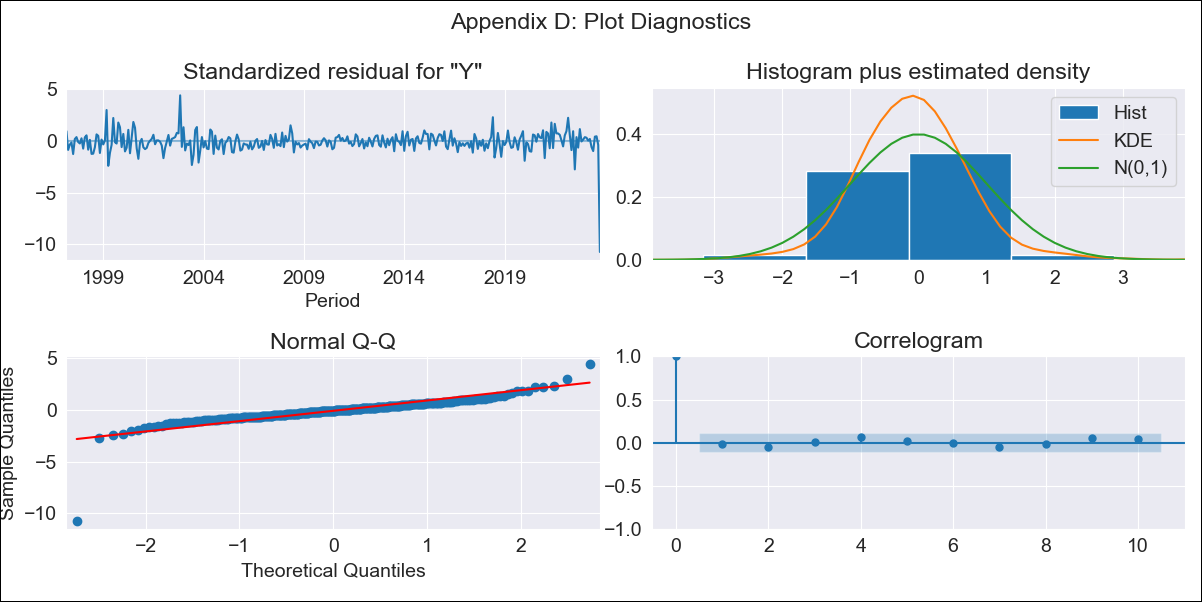 Appendix D: Plot Diagnostics
Standardized residual for "Y"
5
0
−5
−10
1999 2004 2009 2014 2019
Period
Histogram plus estimated density
0.4
0.2
0.0
Hist
KDE
N(0,1)
−3 −2 −1 0 1 2 3
Normal Q-Q
Sample Quantiles
5
0
−5
−10
−2 −1 0 1 2
Theoretical Quantiles
Correlogram
1.0
0.5
0.0
−0.5
−1.0
0 2 4 6 8 10